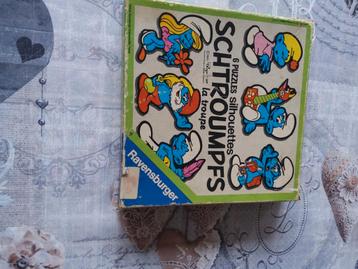 6 PUZZLES silhouettes
SCHTROUMPFS
la troupe
Ravensburger